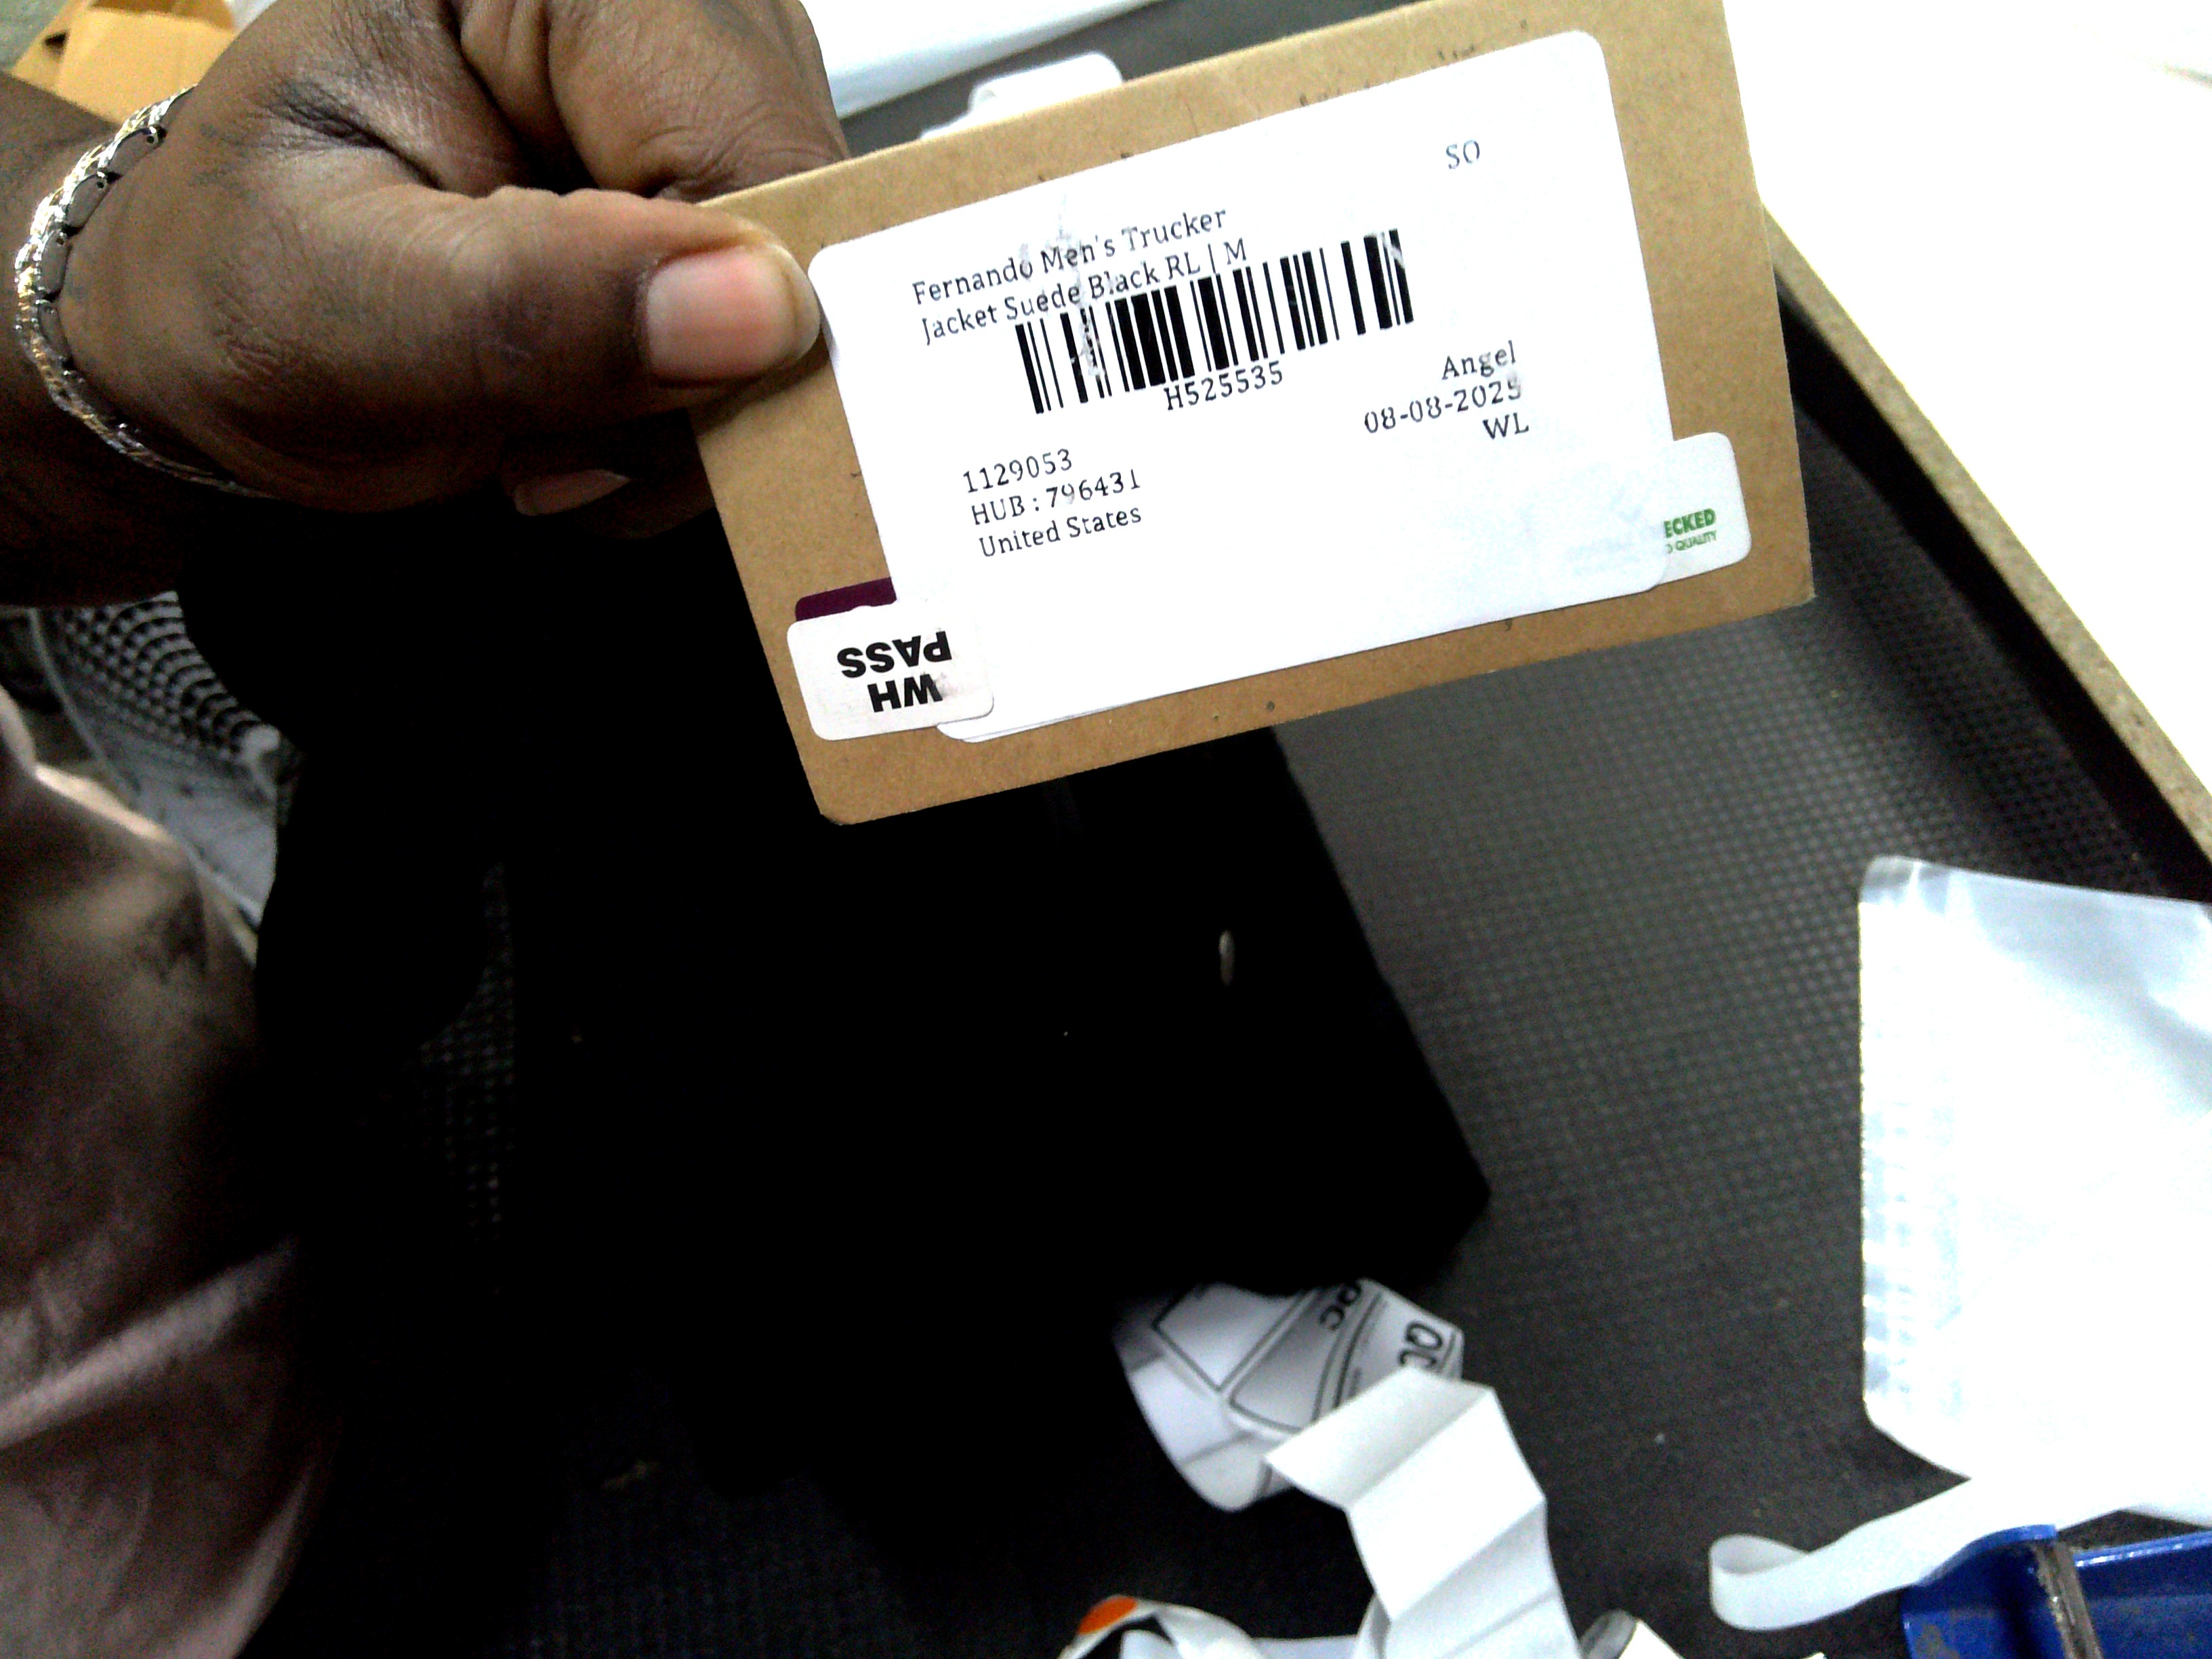 SO
Fernando Men's Trucker
Jacket Suede Black RL | M
H525535
Angel
08-08-2025
WL
1129053
HUB : 796431
United States
ECKED
QUALITY
WH
PASS